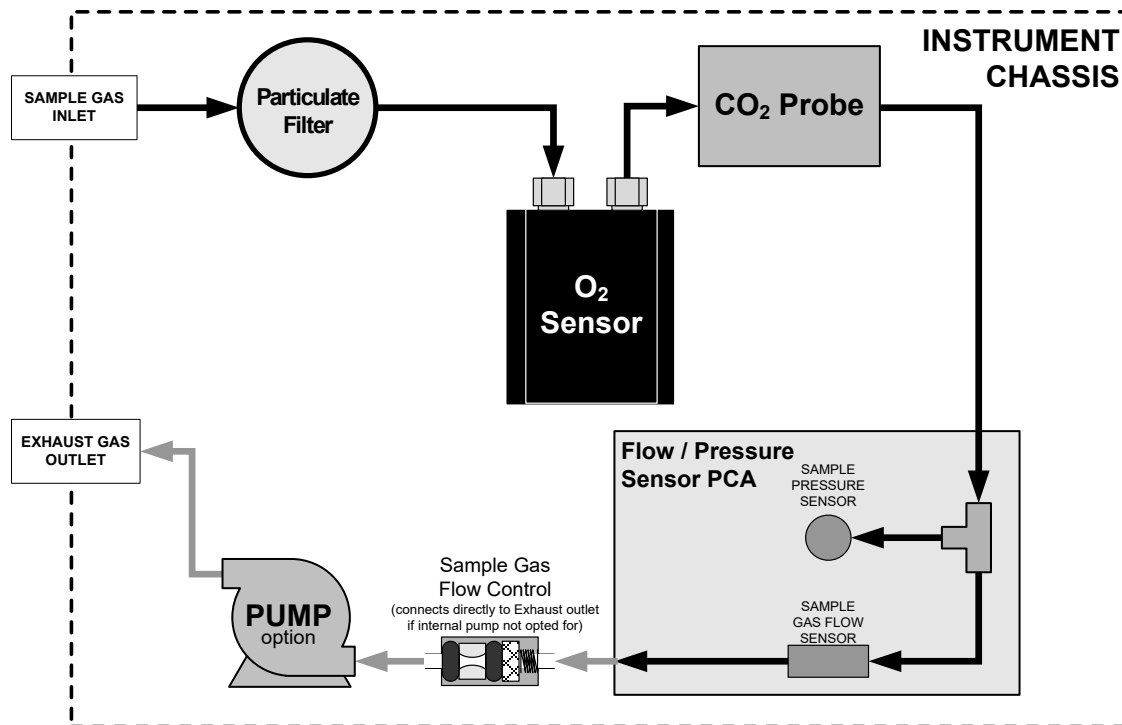 INSTRUMENT
CHASSIS
SAMPLE GAS
INLET
Particulate
Filter
CO₂ Probe
O₂
Sensor
EXHAUST GAS
OUTLET
Flow / Pressure
Sensor PCA
SAMPLE
PRESSURE
SENSOR
Sample Gas
Flow Control
(connects directly to Exhaust outlet
if internal pump not opted for)
PUMP
option
SAMPLE
GAS FLOW
SENSOR